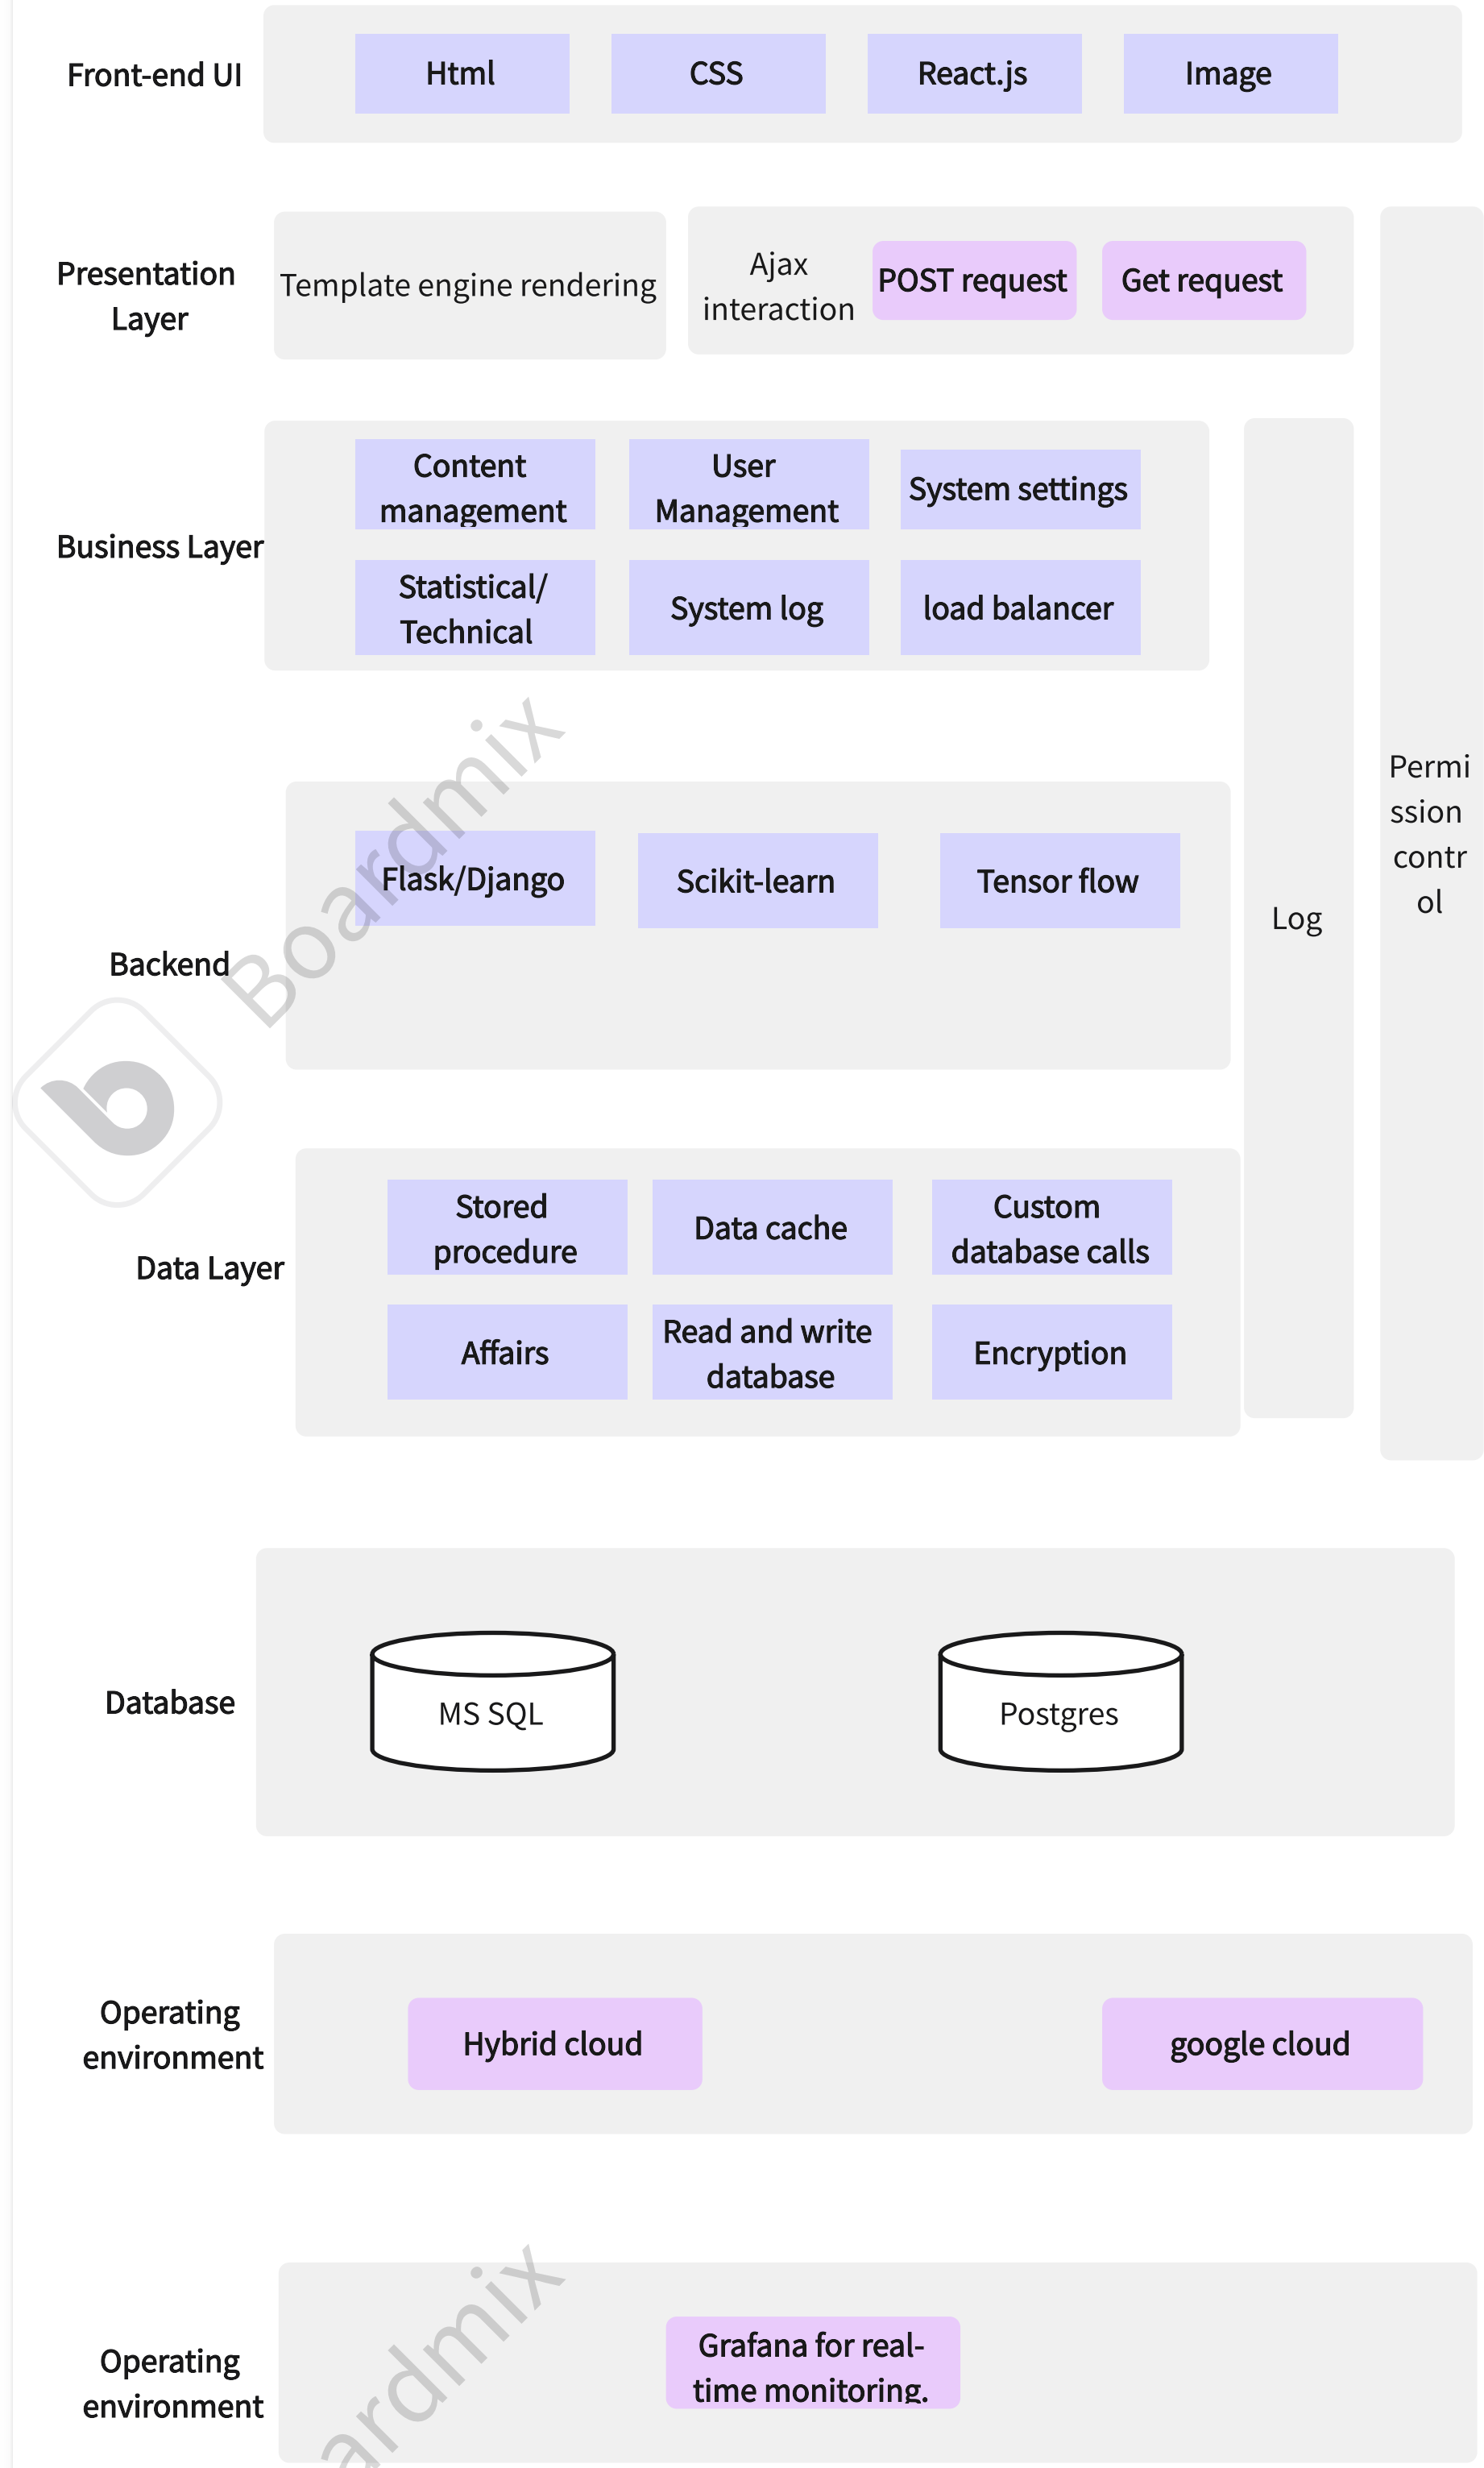 Front-end UI
Html
CSS
React.js
Image
Presentation
Layer
Template engine rendering
Ajax
interaction
POST request
Get request
Business Layer
Content
management
User
Management
System settings
Statistical/
Technical
System log
load balancer
Log
Permi
ssion
contr
ol
Backend
Flask/Django
Scikit-learn
Tensor flow
Boardmix
Data Layer
Stored
procedure
Data cache
Custom
database calls
Affairs
Read and write
database
Encryption
Database
MS SQL
Postgres
Operating
environment
Hybrid cloud
google cloud
Operating
environment
Grafana for real-
time monitoring.
ardmix